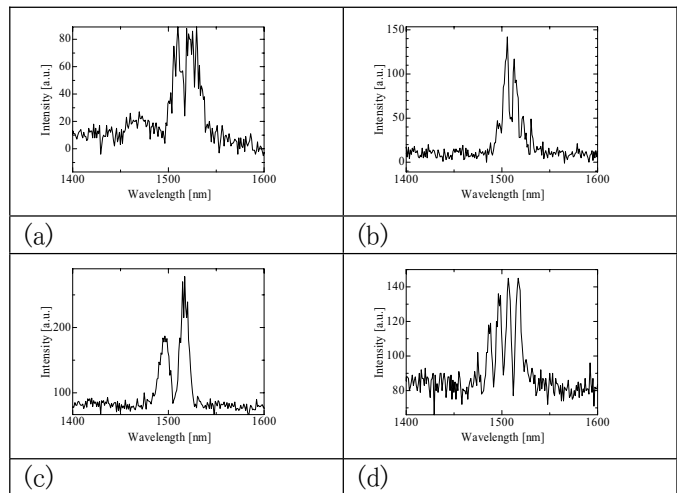 80
60
40
20
0
Intensity [a.u.]
1400 1500 1600
Wavelength [nm]
150
100
50
0
Intensity [a.u.]
1400 1500 1600
Wavelength [nm]
(a)
(b)
200
100
Intensity [a.u.]
1400 1500 1600
Wavelength [nm]
140
120
100
80
Intensity [a.u.]
1400 1500 1600
Wavelength [nm]
(c)
(d)